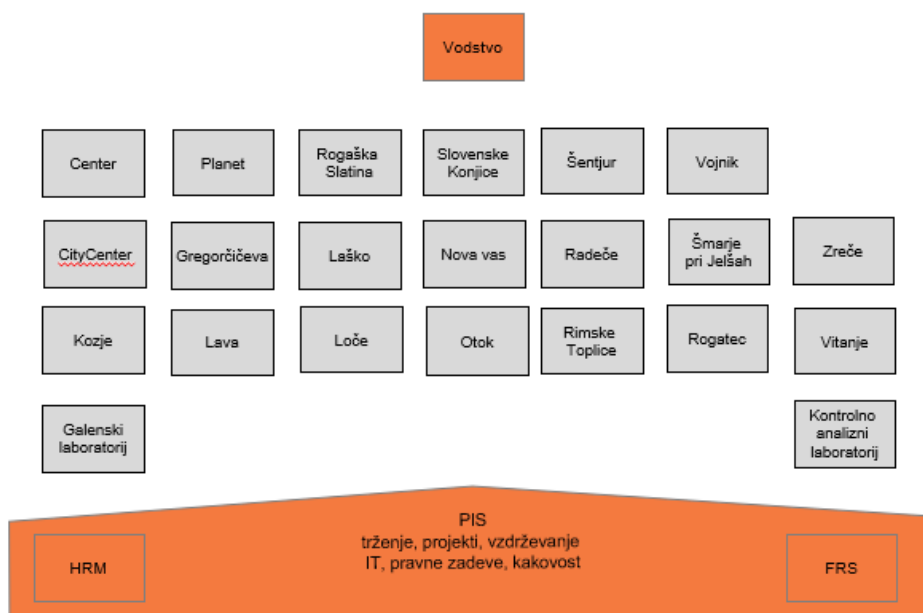 Vodstvo
Center
Planet
Rogaška
Slatina
Slovenske
Konjice
Šentjur
Vojnik
CityCenter
Gregorčičeva
Laško
Nova vas
Radeče
Šmarje
pri Jelšah
Zreče
Kozje
Lava
Loče
Otok
Rimske
Toplice
Rogatec
Vitanje
Galenski
laboratorij
Kontrolno
analizni
laboratorij
PIS
trženje, projekti, vzdrževanje
IT, pravne zadeve, kakovost
HRM
FRS